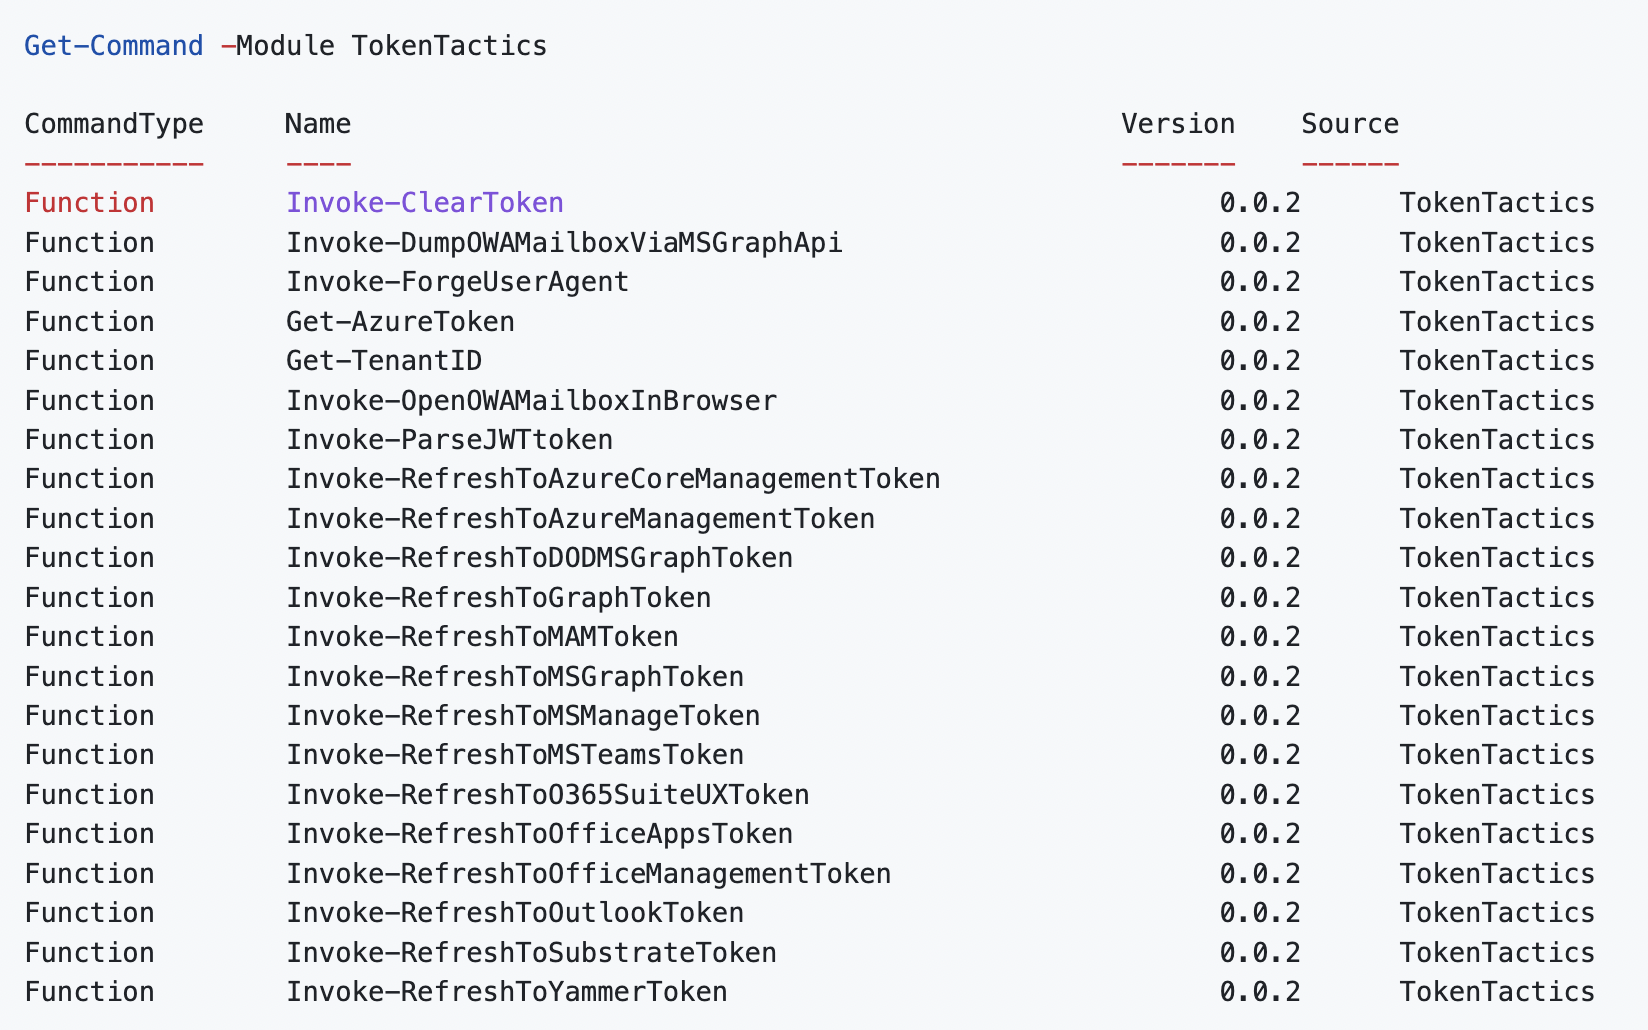 Get-Command -Module TokenTactics
CommandType Name Version Source
----------- ---- ------- ------
Function Invoke-ClearToken 0.0.2 TokenTactics
Function Invoke-DumpOWAMailboxViaMSGraphApi 0.0.2 TokenTactics
Function Invoke-ForgeUserAgent 0.0.2 TokenTactics
Function Get-AzureToken 0.0.2 TokenTactics
Function Get-TenantID 0.0.2 TokenTactics
Function Invoke-OpenOWAMailboxInBrowser 0.0.2 TokenTactics
Function Invoke-ParseJWTtoken 0.0.2 TokenTactics
Function Invoke-RefreshToAzureCoreManagementToken 0.0.2 TokenTactics
Function Invoke-RefreshToAzureManagementToken 0.0.2 TokenTactics
Function Invoke-RefreshToDODMSGraphToken 0.0.2 TokenTactics
Function Invoke-RefreshToGraphToken 0.0.2 TokenTactics
Function Invoke-RefreshToMAMToken 0.0.2 TokenTactics
Function Invoke-RefreshToMSGraphToken 0.0.2 TokenTactics
Function Invoke-RefreshToMSManageToken 0.0.2 TokenTactics
Function Invoke-RefreshToMSTeamsToken 0.0.2 TokenTactics
Function Invoke-RefreshToO365SuiteUXToken 0.0.2 TokenTactics
Function Invoke-RefreshToOfficeAppsToken 0.0.2 TokenTactics
Function Invoke-RefreshToOfficeManagementToken 0.0.2 TokenTactics
Function Invoke-RefreshToOutlookToken 0.0.2 TokenTactics
Function Invoke-RefreshToSubstrateToken 0.0.2 TokenTactics
Function Invoke-RefreshToYammerToken 0.0.2 TokenTactics